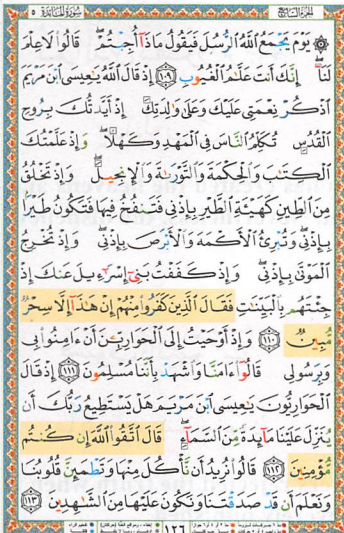 الجزء السابع سورة المائدة ٥
۞ يَوْمَ يَجْمَعُ ٱللَّهُ ٱلرُّسُلَ فَيَقُولُ مَاذَآ أُجِبْتُمْۖ قَالُوا۟ لَا عِلْمَ
لَنَآۖ إِنَّكَ أَنتَ عَلَّٰمُ ٱلْغُيُوبِ ١٠٩ إِذْ قَالَ ٱللَّهُ يَٰعِيسَى ٱبْنَ مَرْيَمَ
ٱذْكُرْ نِعْمَتِى عَلَيْكَ وَعَلَىٰ وَٰلِدَتِكَ إِذْ أَيَّدتُّكَ بِرُوحِ
ٱلْقُدُسِ تُكَلِّمُ ٱلنَّاسَ فِى ٱلْمَهْدِ وَكَهْلًاۖ وَإِذْ عَلَّمْتُكَ
ٱلْكِتَٰبَ وَٱلْحِكْمَةَ وَٱلتَّوْرَىٰةَ وَٱلْإِنجِيلَۖ وَإِذْ تَخْلُقُ
مِنَ ٱلطِّينِ كَهَيْـَٔةِ ٱلطَّيْرِ بِإِذْنِى فَتَنفُخُ فِيهَا فَتَكُونُ طَيْرًۢا
بِإِذْنِىۖ وَتُبْرِئُ ٱلْأَكْمَهَ وَٱلْأَبْرَصَ بِإِذْنِىۖ وَإِذْ تُخْرِجُ
ٱلْمَوْتَىٰ بِإِذْنِىۖ وَإِذْ كَفَفْتُ بَنِىٓ إِسْرَٰٓءِيلَ عَنكَ إِذْ
جِئْتَهُم بِٱلْبَيِّنَٰتِ فَقَالَ ٱلَّذِينَ كَفَرُوا۟ مِنْهُمْ إِنْ هَٰذَآ إِلَّا سِحْرٌ
مُّبِينٌ ١١٠ وَإِذْ أَوْحَيْتُ إِلَى ٱلْحَوَارِيِّۦنَ أَنْ ءَامِنُوا۟ بِى
وَبِرَسُولِى قَالُوٓا۟ ءَامَنَّا وَٱشْهَدْ بِأَنَّنَا مُسْلِمُونَ ١١١ إِذْ قَالَ
ٱلْحَوَارِيُّونَ يَٰعِيسَى ٱبْنَ مَرْيَمَ هَلْ يَسْتَطِيعُ رَبُّكَ أَن
يُنَزِّلَ عَلَيْنَا مَآئِدَةً مِّنَ ٱلسَّمَآءِۖ قَالَ ٱتَّقُوا۟ ٱللَّهَ إِن كُنتُم
مُّؤْمِنِينَ ١١٢ قَالُوا۟ نُرِيدُ أَن نَّأْكُلَ مِنْهَا وَتَطْمَئِنَّ قُلُوبُنَا
وَنَعْلَمَ أَن قَدْ صَدَقْتَنَا وَنَكُونَ عَلَيْهَا مِنَ ٱلشَّٰهِدِينَ ١١٣
١٢٦